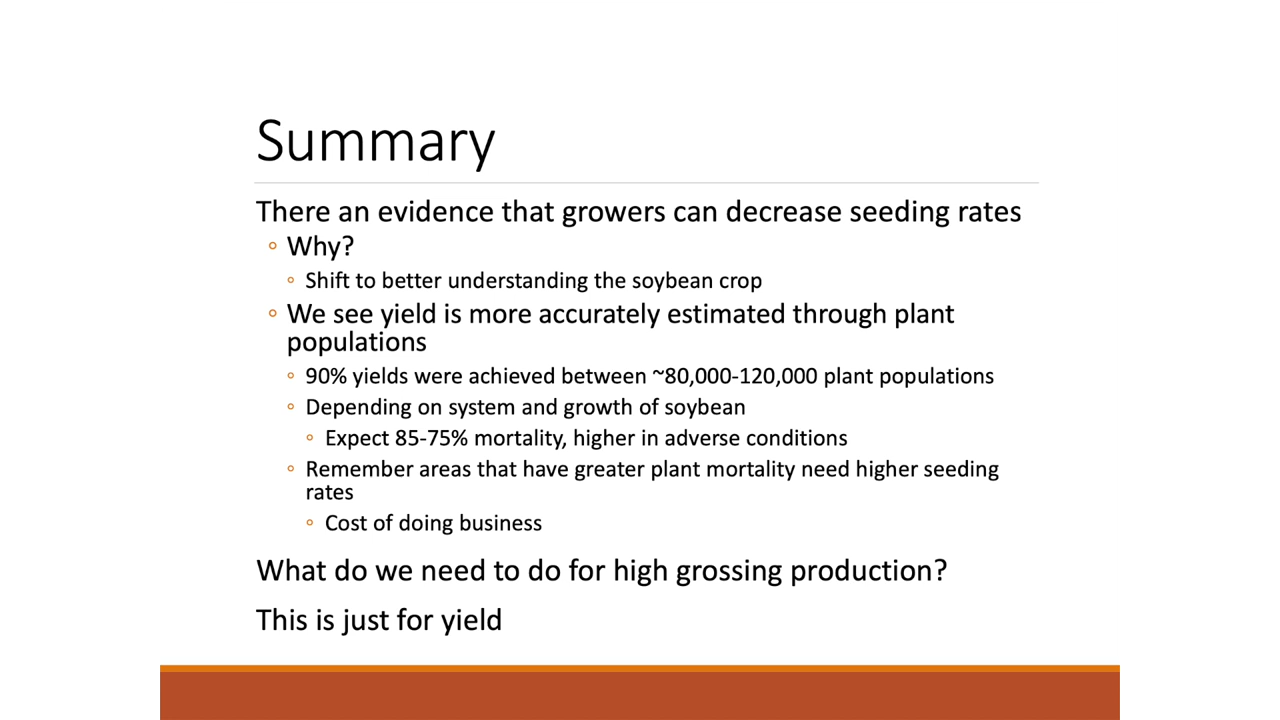 Summary
There an evidence that growers can decrease seeding rates
◦ Why?
◦ Shift to better understanding the soybean crop
◦ We see yield is more accurately estimated through plant
populations
◦ 90% yields were achieved between ~80,000-120,000 plant populations
◦ Depending on system and growth of soybean
◦ Expect 85-75% mortality, higher in adverse conditions
◦ Remember areas that have greater plant mortality need higher seeding
rates
◦ Cost of doing business
What do we need to do for high grossing production?
This is just for yield